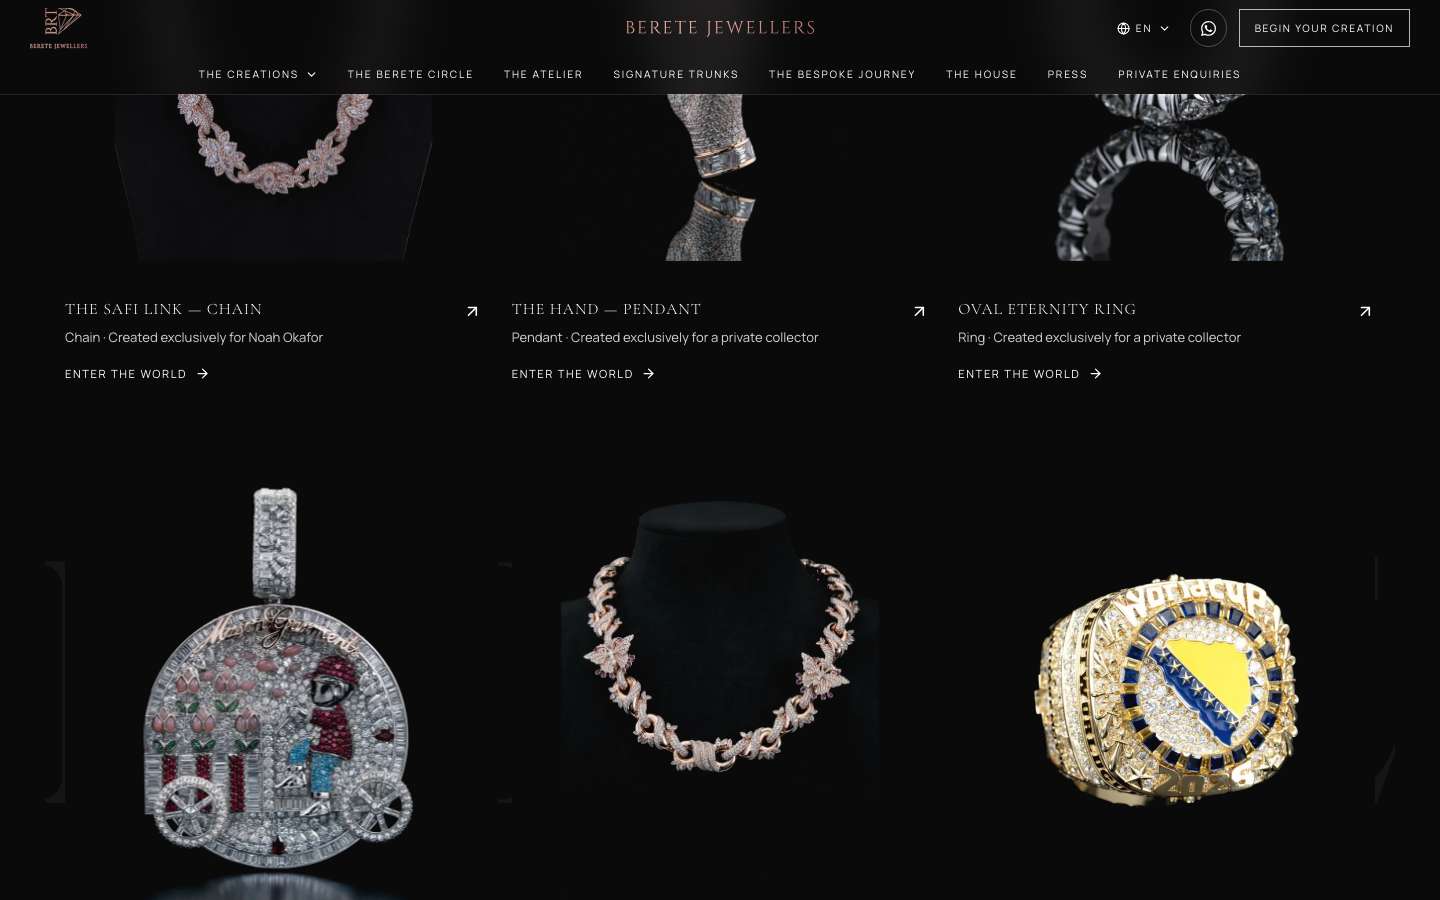 BRT
BERETE JEWELLERS
BERETE JEWELLERS
EN
BEGIN YOUR CREATION
THE CREATIONS
THE BERETE CIRCLE
THE ATELIER
SIGNATURE TRUNKS
THE BESPOKE JOURNEY
THE HOUSE
PRESS
PRIVATE ENQUIRIES
THE SAFI LINK — CHAIN
Chain · Created exclusively for Noah Okafor
ENTER THE WORLD
THE HAND — PENDANT
Pendant · Created exclusively for a private collector
ENTER THE WORLD
OVAL ETERNITY RING
Ring · Created exclusively for a private collector
ENTER THE WORLD
Worldcup
2026